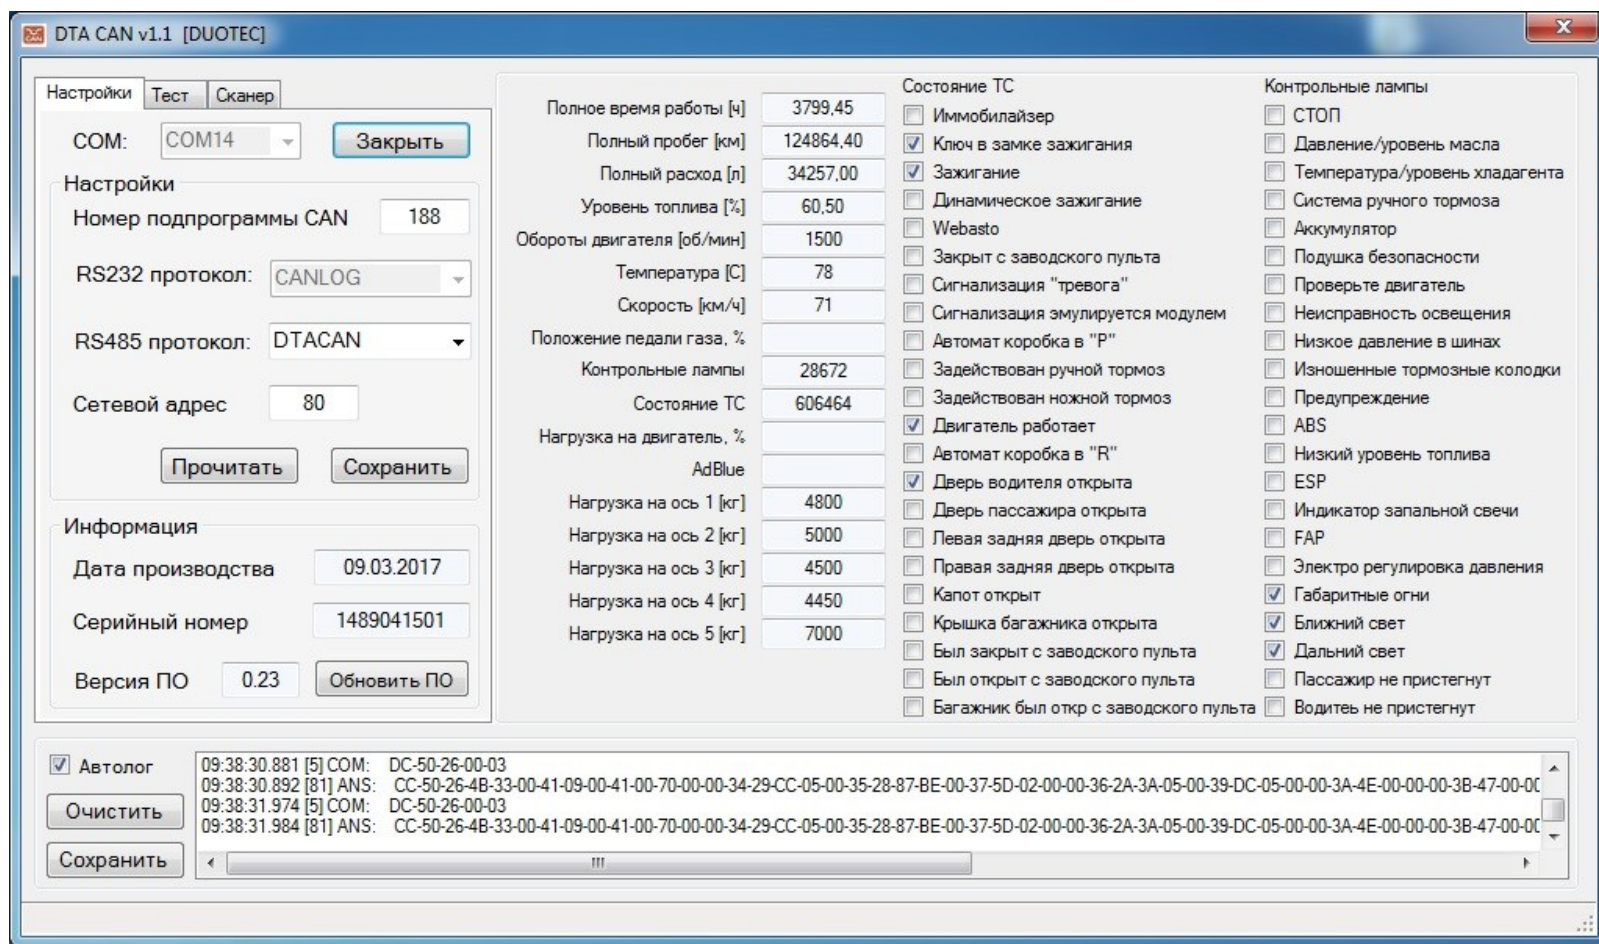 DTA CAN v1.1 [DUOTEC]
Настройки Тест Сканер
COM: COM14 Закрыть
Настройки
Номер подпрограммы CAN 188
RS232 протокол: CANLOG
RS485 протокол: DTACAN
Сетевой адрес 80
Прочитать Сохранить
Информация
Дата производства 09.03.2017
Серийный номер 1489041501
Версия ПО 0.23 Обновить ПО
Полное время работы [ч] 3799,45
Полный пробег [км] 124864,40
Полный расход [л] 34257,00
Уровень топлива [%] 60,50
Обороты двигателя [об/мин] 1500
Температура [C] 78
Скорость [км/ч] 71
Положение педали газа, %
Контрольные лампы 28672
Состояние ТС 606464
Нагрузка на двигатель, %
AdBlue
Нагрузка на ось 1 [кг] 4800
Нагрузка на ось 2 [кг] 5000
Нагрузка на ось 3 [кг] 4500
Нагрузка на ось 4 [кг] 4450
Нагрузка на ось 5 [кг] 7000
Состояние ТС
Иммобилайзер
Ключ в замке зажигания
Зажигание
Динамическое зажигание
Webasto
Закрыт с заводского пульта
Сигнализация "тревога"
Сигнализация эмулируется модулем
Автомат коробка в "P"
Задействован ручной тормоз
Задействован ножной тормоз
Двигатель работает
Автомат коробка в "R"
Дверь водителя открыта
Дверь пассажира открыта
Левая задняя дверь открыта
Правая задняя дверь открыта
Капот открыт
Крышка багажника открыта
Был закрыт с заводского пульта
Был открыт с заводского пульта
Багажник был откр с заводского пульта
Контрольные лампы
СТОП
Давление/уровень масла
Температура/уровень хладагента
Система ручного тормоза
Аккумулятор
Подушка безопасности
Проверьте двигатель
Неисправность освещения
Низкое давление в шинах
Изношенные тормозные колодки
Предупреждение
ABS
Низкий уровень топлива
ESP
Индикатор запальной свечи
FAP
Электро регулировка давления
Габаритные огни
Ближний свет
Дальний свет
Пассажир не пристегнут
Водитеь не пристегнут
Автолог
Очистить
Сохранить
09:38:30.881 [5] COM: DC-50-26-00-03
09:38:30.892 [81] ANS: CC-50-26-4B-33-00-41-09-00-41-00-70-00-00-34-29-CC-05-00-35-28-87-BE-00-37-5D-02-00-00-36-2A-3A-05-00-39-DC-05-00-00-3A-4E-00-00-00-3B-47-00-0
09:38:31.974 [5] COM: DC-50-26-00-03
09:38:31.984 [81] ANS: CC-50-26-4B-33-00-41-09-00-41-00-70-00-00-34-29-CC-05-00-35-28-87-BE-00-37-5D-02-00-00-36-2A-3A-05-00-39-DC-05-00-00-3A-4E-00-00-00-3B-47-00-0